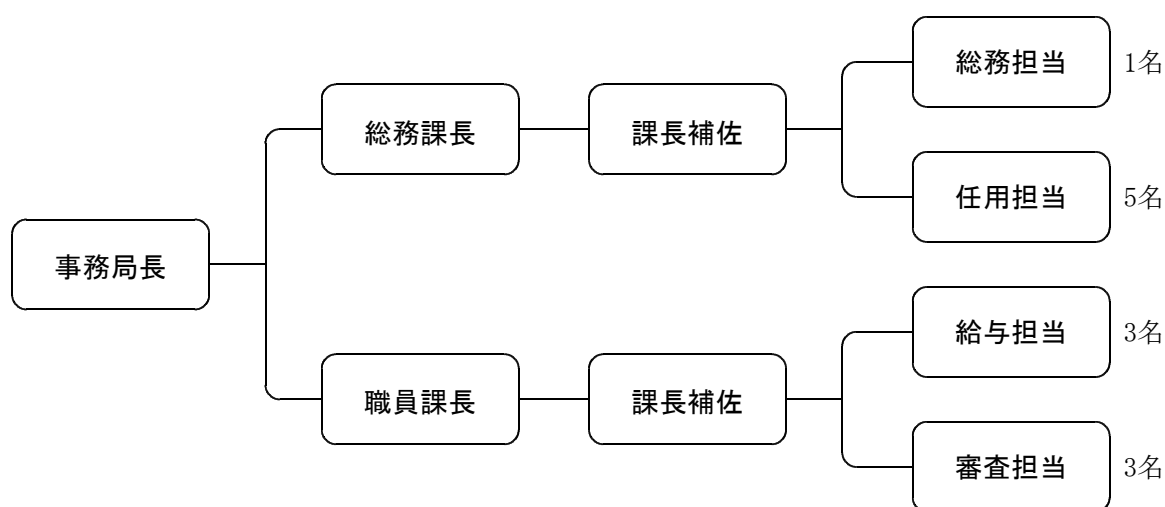 総務担当 1名
総務課長 課長補佐
任用担当 5名
事務局長
給与担当 3名
職員課長 課長補佐
審査担当 3名